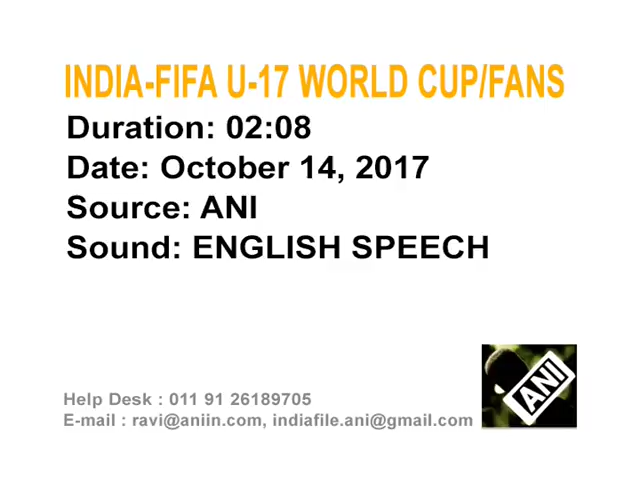 INDIA-FIFA U-17 WORLD CUP/FANS
Duration: 02:08
Date: October 14, 2017
Source: ANI
Sound: ENGLISH SPEECH
Help Desk : 011 91 26189705
E-mail : ravi@aniin.com, indiafile.ani@gmail.com
ANI